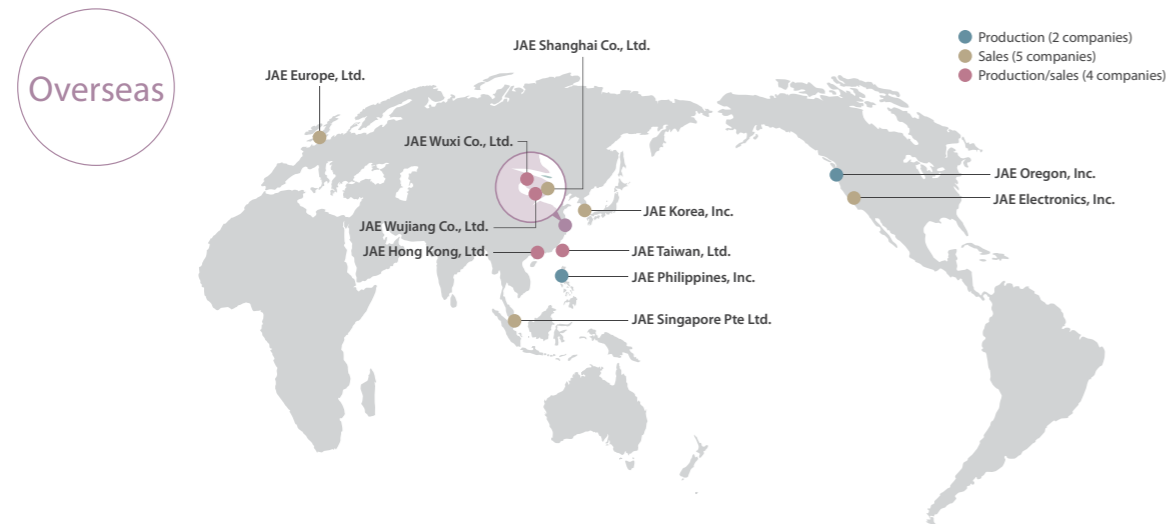 Overseas
JAE Shanghai Co., Ltd.
Production (2 companies)
Sales (5 companies)
Production/sales (4 companies)
JAE Europe, Ltd.
JAE Wuxi Co., Ltd.
JAE Oregon, Inc.
JAE Electronics, Inc.
JAE Korea, Inc.
JAE Wujiang Co., Ltd.
JAE Hong Kong, Ltd.
JAE Taiwan, Ltd.
JAE Philippines, Inc.
JAE Singapore Pte Ltd.